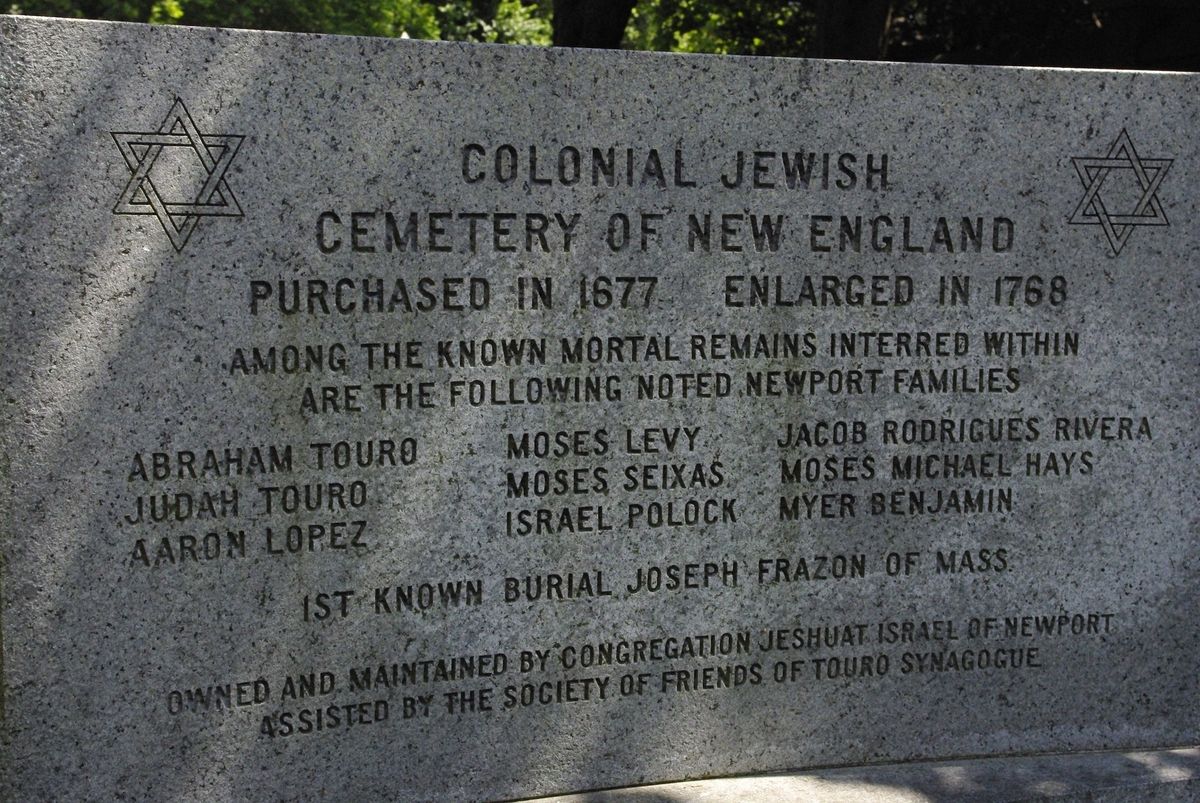 COLONIAL JEWISH
CEMETERY OF NEW ENGLAND
PURCHASED IN 1677 ENLARGED IN 1768
AMONG THE KNOWN MORTAL REMAINS INTERRED WITHIN
ARE THE FOLLOWING NOTED NEWPORT FAMILIES
ABRAHAM TOURO MOSES LEVY JACOB RODRIGUES RIVERA
JUDAH TOURO MOSES SEIXAS MOSES MICHAEL HAYS
AARON LOPEZ ISRAEL POLOCK MYER BENJAMIN
1ST KNOWN BURIAL JOSEPH FRAZON OF MASS.
OWNED AND MAINTAINED BY CONGREGATION JESHUAT ISRAEL OF NEWPORT
ASSISTED BY THE SOCIETY OF FRIENDS OF TOURO SYNAGOGUE